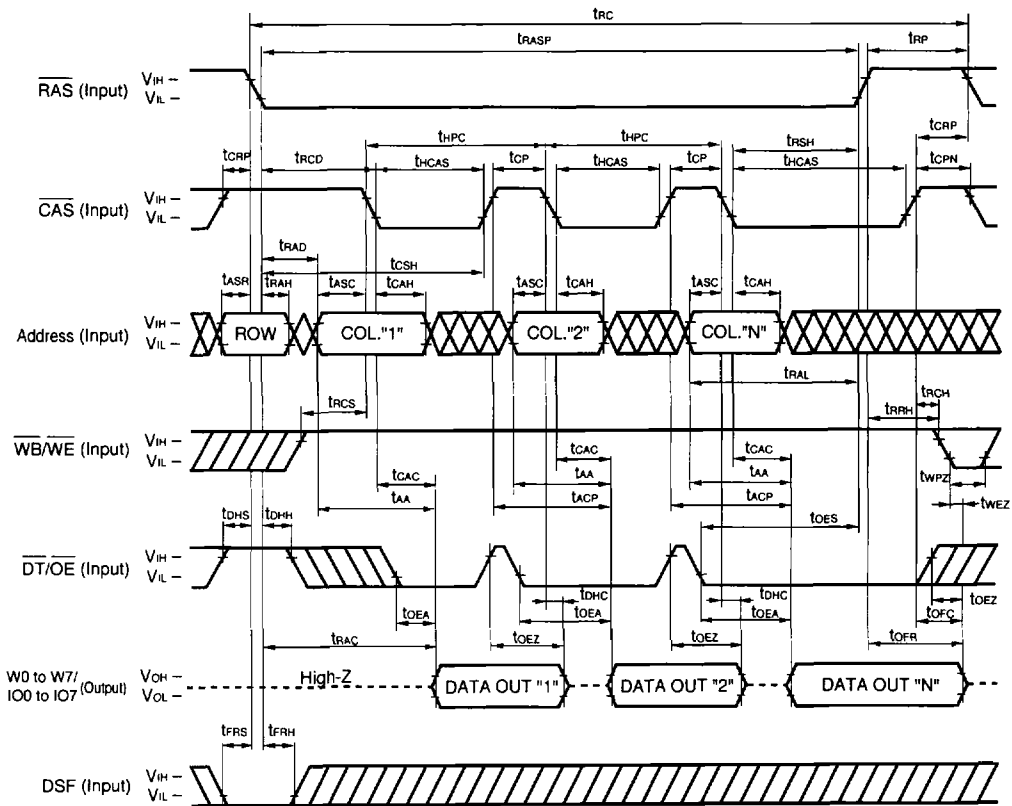 tRC
tRASP tRP
RAS (Input) VIH – VIL –
tCRP
tHPC tHPC tRSH
tCRP tRCD tHCAS tCP tHCAS tCP tHCAS tCPN
CAS (Input) VIH – VIL –
tRAD
tCSH
tASR tRAH tASC tCAH tASC tCAH tASC tCAH
Address (Input) VIH – VIL – ROW COL."1" COL."2" COL."N"
tRAL
tRCS tRCH
tRRH
WB/WE (Input) VIH – VIL –
tCAC tCAC tCAC
tAA tAA tAA tWPZ
tACP tACP tWEZ
tDHS tDHH tOES
DT/OE (Input) VIH – VIL –
tDHC tDHC tOEZ
tOEA tOEA tOEA tOFC
tRAC tOEZ tOEZ tOFR
W0 to W7/
IO0 to IO7 (Output) VOH – VOL – High-Z DATA OUT "1" DATA OUT "2" DATA OUT "N"
tFRS tFRH
DSF (Input) VIH – VIL –